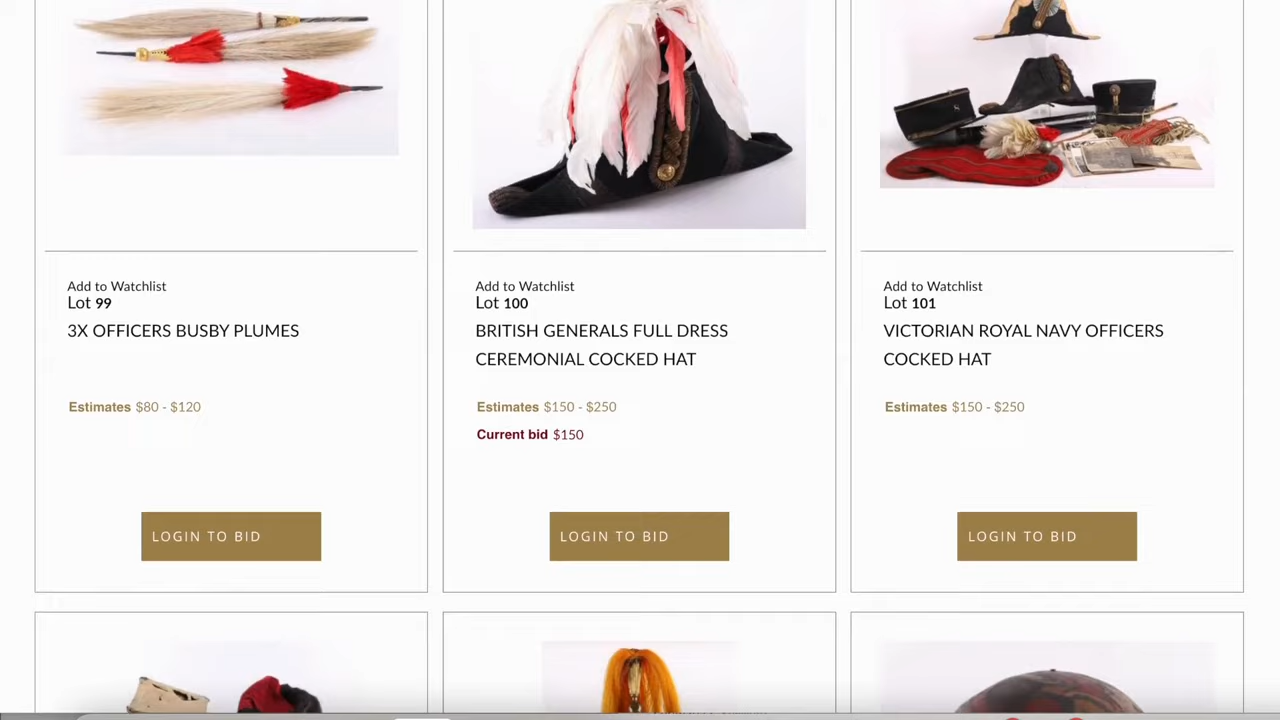 Add to Watchlist
Lot 99
3X OFFICERS BUSBY PLUMES
Estimates $80 - $120
LOGIN TO BID
Add to Watchlist
Lot 100
BRITISH GENERALS FULL DRESS
CEREMONIAL COCKED HAT
Estimates $150 - $250
Current bid $150
LOGIN TO BID
Add to Watchlist
Lot 101
VICTORIAN ROYAL NAVY OFFICERS
COCKED HAT
Estimates $150 - $250
LOGIN TO BID